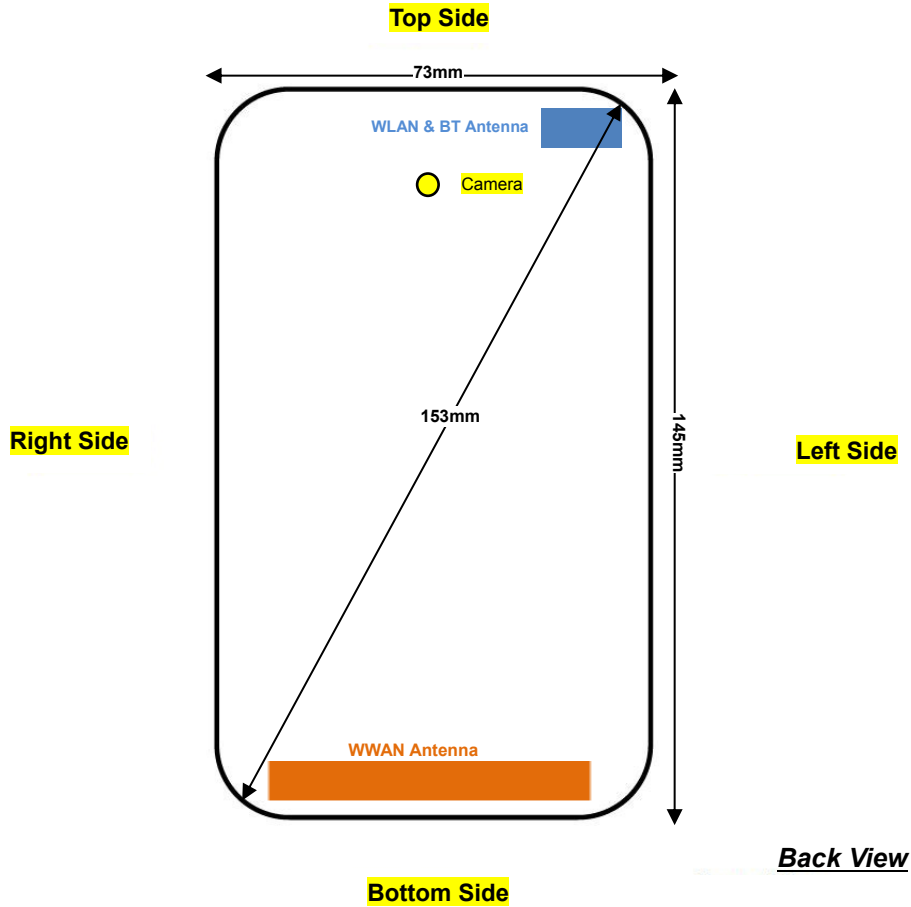 Top Side
73mm
WLAN & BT Antenna
Camera
153mm
145mm
Right Side
Left Side
WWAN Antenna
Back View
Bottom Side